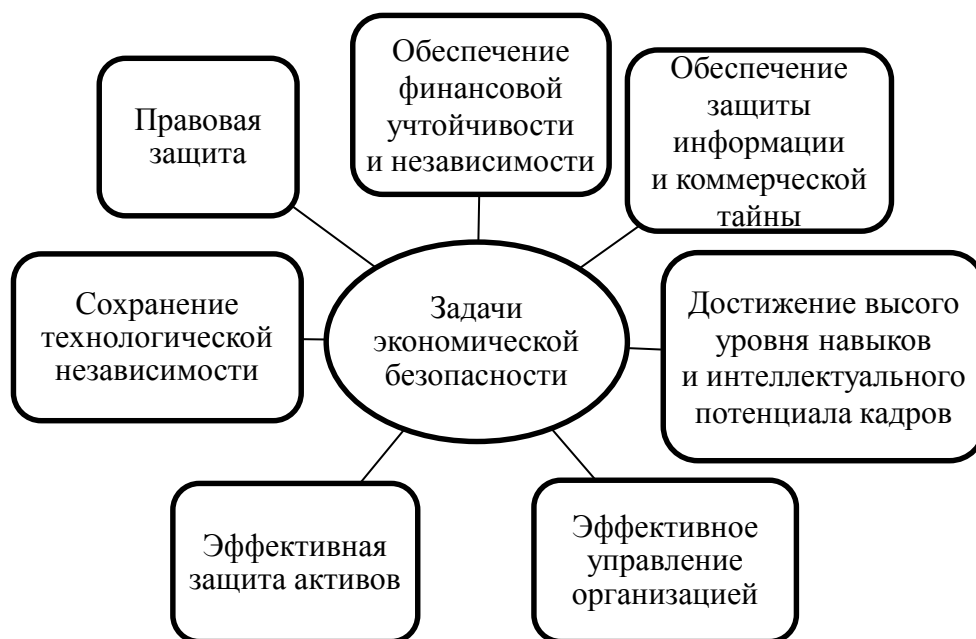 Обеспечение
финансовой
учтойчивости
и независимости
Обеспечение
защиты
информации
и коммерческой
тайны
Правовая
защита
Сохранение
технологической
независимости
Задачи
экономической
безопасности
Достижение высого
уровня навыков
и интеллектуального
потенциала кадров
Эффективная
защита активов
Эффективное
управление
организацией